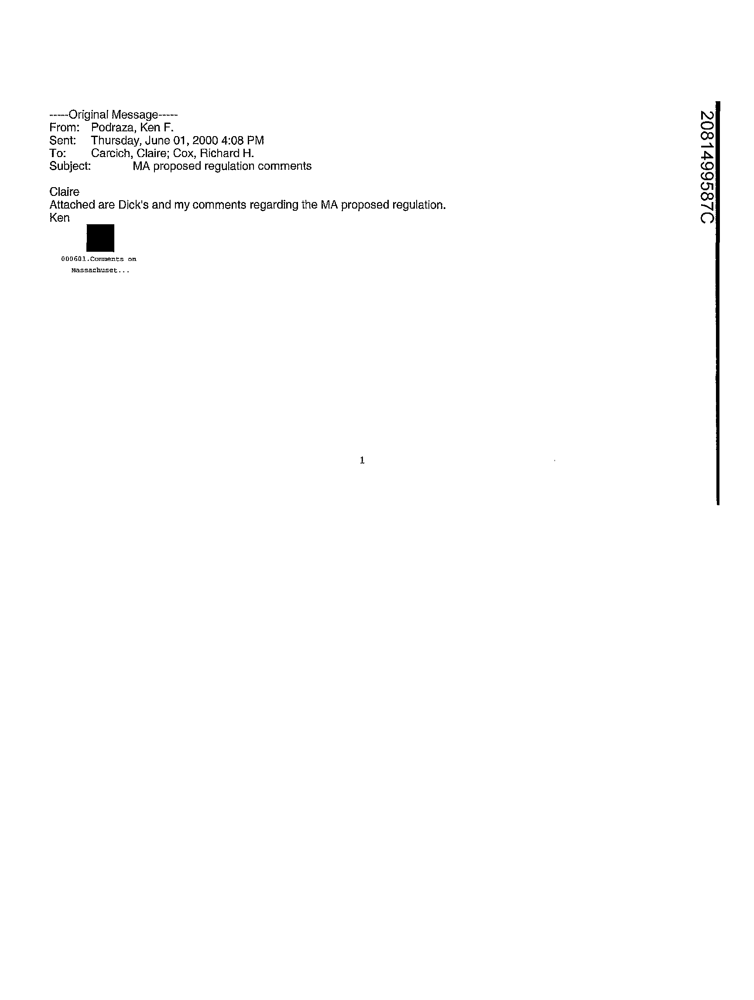 -----Original Message-----
From: Podraza, Ken F.
Sent: Thursday, June 01, 2000 4:08 PM
To: Carcich, Claire; Cox, Richard H.
Subject: MA proposed regulation comments
Claire
Attached are Dick's and my comments regarding the MA proposed regulation.
Ken
000601.Comments on
Massachuset...
1
2081499587C